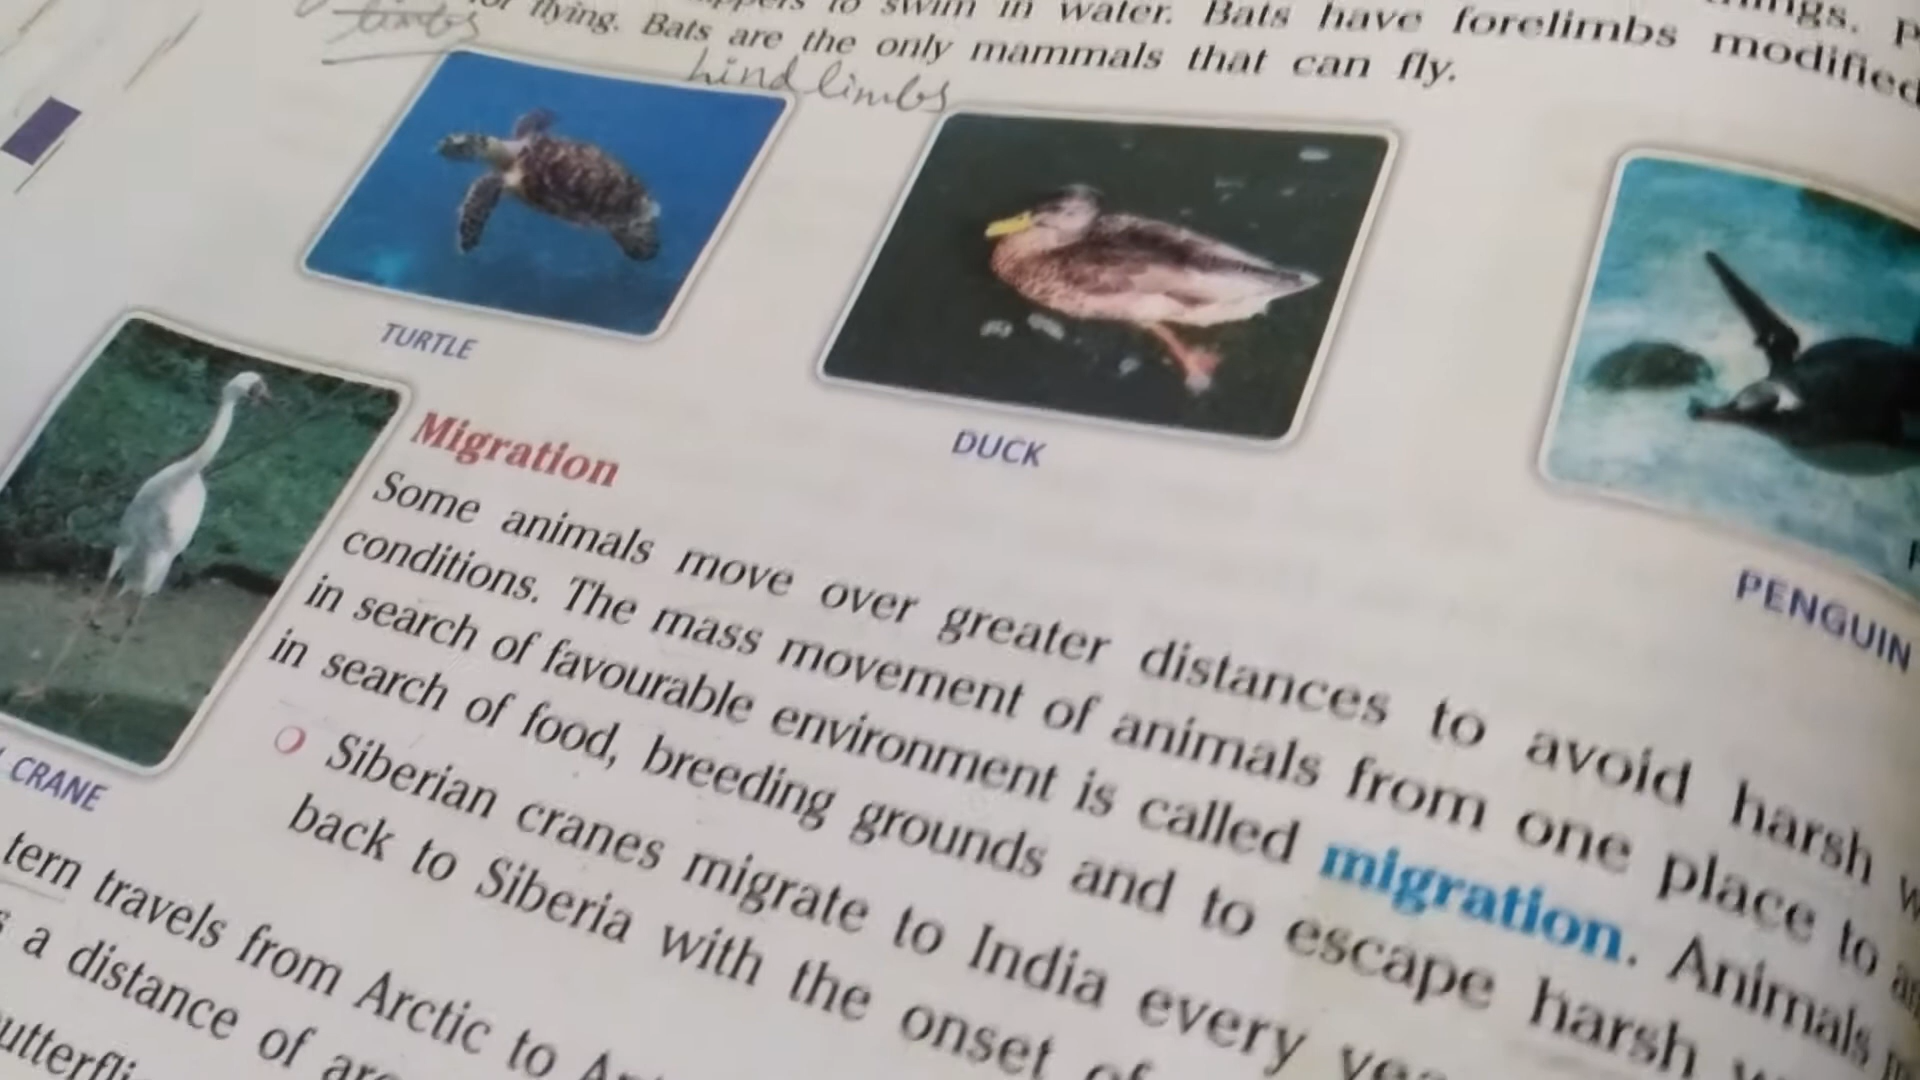 flying. Bats are the only mammals that can fly.
to swim in water. Bats have forelimbs modified
limbs
hind limbs
TURTLE
DUCK
PENGUIN
CRANE
Migration
Some animals move over greater distances to avoid harsh
conditions. The mass movement of animals from one place to
in search of favourable environment is called migration. Animals
in search of food, breeding grounds and to escape harsh
Siberian cranes migrate to India every
back to Siberia with the onset of
tern travels from Arctic to
a distance of